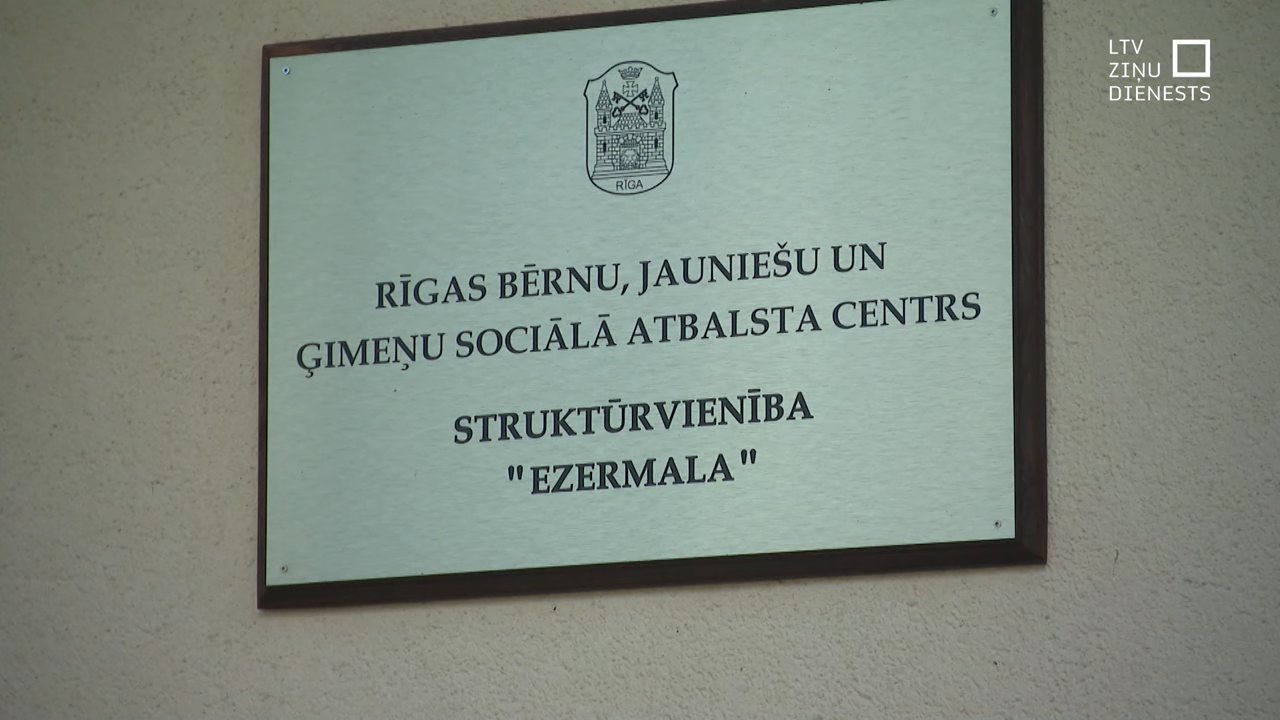 LTV
ZIŅU
DIENESTS
RĪGA
RĪGAS BĒRNU, JAUNIEŠU UN
ĢIMEŅU SOCIĀLĀ ATBALSTA CENTRS
STRUKTŪRVIENĪBA
"EZERMALA"